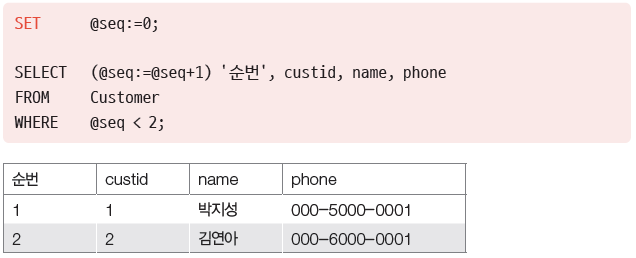 SET @seq:=0;
SELECT (@seq:=@seq+1) '순번', custid, name, phone
FROM Customer
WHERE @seq < 2;
순번 custid name phone
1 1 박지성 000-5000-0001
2 2 김연아 000-6000-0001